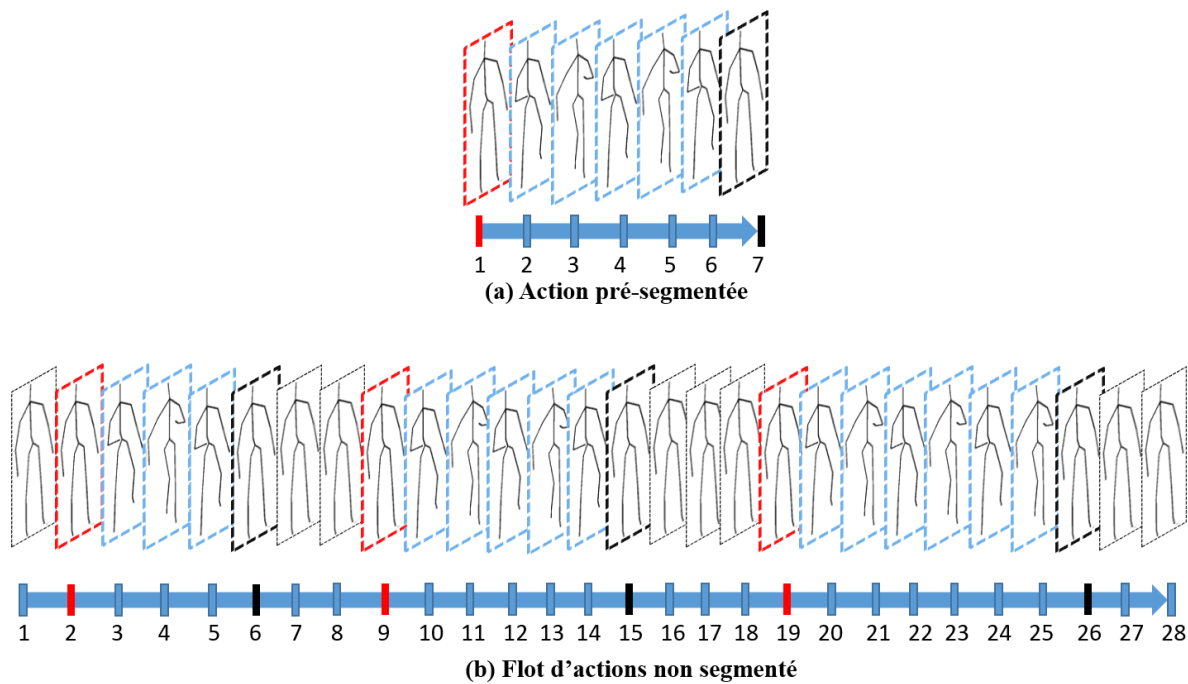 1 2 3 4 5 6 7
(a) Action pré-segmentée
1 2 3 4 5 6 7 8 9 10 11 12 13 14 15 16 17 18 19 20 21 22 23 24 25 26 27 28
(b) Flot d'actions non segmenté